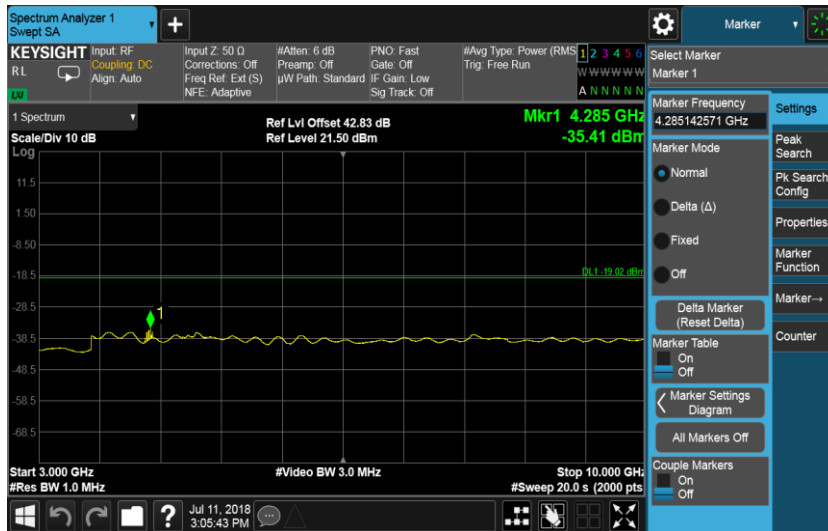 Spectrum Analyzer 1
Swept SA
+
Marker
KEYSIGHT
R L
LXI
Input: RF
Coupling: DC
Align: Auto
Input Z: 50 Ω
Corrections: Off
Freq Ref: Ext (S)
NFE: Adaptive
#Atten: 6 dB
Preamp: Off
µW Path: Standard
PNO: Fast
Gate: Off
IF Gain: Low
Sig Track: Off
#Avg Type: Power (RMS
Trig: Free Run
1 2 3 4 5 6
W W W W W W
A N N N N N
Select Marker
Marker 1
1 Spectrum
Scale/Div 10 dB
Log
Ref Lvl Offset 42.83 dB
Ref Level 21.50 dBm
Mkr1 4.285 GHz
-35.41 dBm
11.5
1.50
-8.50
-18.5
-28.5
-38.5
-48.5
-58.5
-68.5
DL1 -19.02 dBm
1
Start 3.000 GHz
#Res BW 1.0 MHz
#Video BW 3.0 MHz
Stop 10.000 GHz
#Sweep 20.0 s (2000 pts
Marker Frequency
4.285142571 GHz
Marker Mode
Normal
Delta (Δ)
Fixed
Off
Delta Marker
(Reset Delta)
Marker Table
On
Off
Marker Settings
Diagram
All Markers Off
Couple Markers
On
Off
Settings
Peak
Search
Pk Search
Config
Properties
Marker
Function
Marker→
Counter
?
Jul 11, 2018
3:05:43 PM